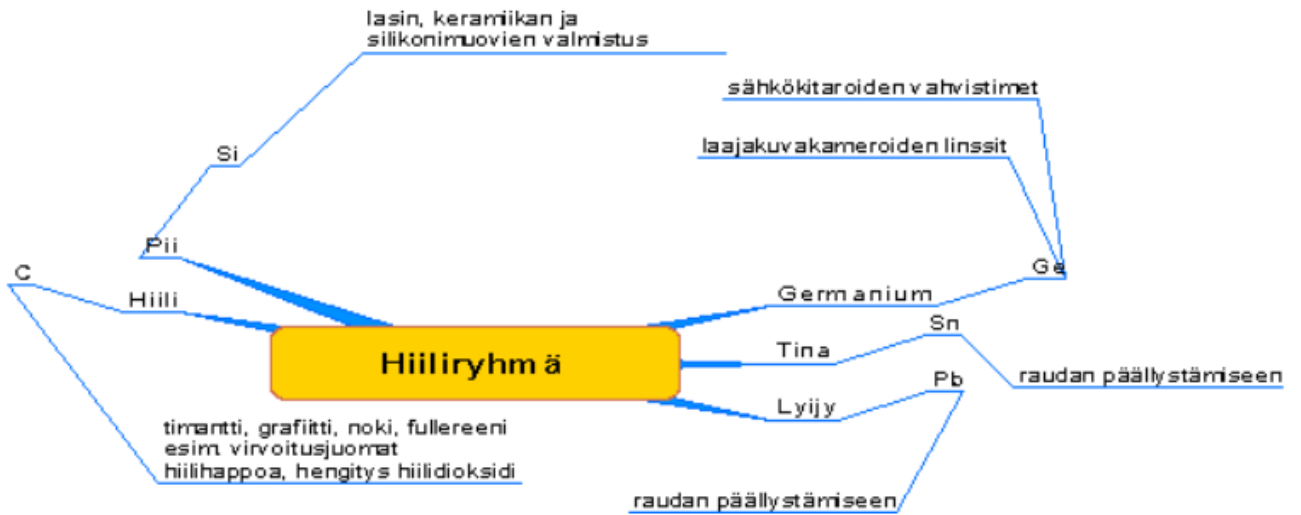 lasin, keramiikan ja
silikonimuovien valmistus
sähkökitaroiden vahvistimet
laajakuvakameroiden linssit
Si
Pii
C
Hiili
Ge
Germanium
Sn
Tina
raudan päällystämiseen
Pb
Lyijy
Hiiliryhmä
timantti, grafiitti, noki, fullereeni
esim. virvoitusjuomat
hiilihappoa, hengitys hiilidioksidi
raudan päällystämiseen